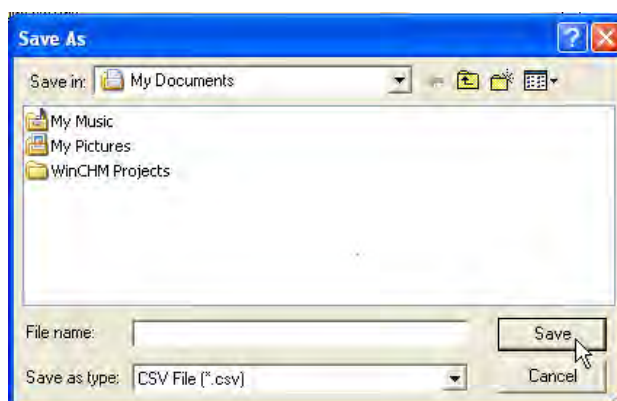 Save As
Save in: My Documents
My Music
My Pictures
WinCHM Projects
File name: Save
Save as type: CSV File (*.csv) Cancel